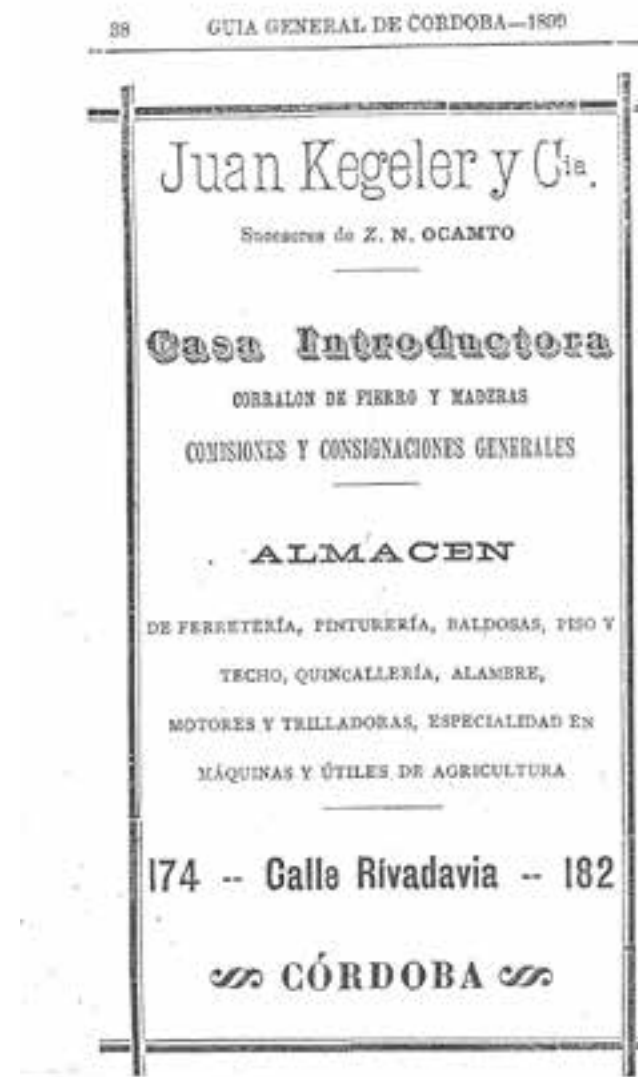 38 GUIA GENERAL DE CORDOBA—1899
Juan Kegeler y Cia.
Sucesores de Z. N. OCAMTO
Casa Introductora
CORRALON DE FIERRO Y MADERAS
COMISIONES Y CONSIGNACIONES GENERALES
ALMACEN
DE FERRETERÍA, PINTURERÍA, BALDOSAS, PISO Y
TECHO, QUINCALLERÍA, ALAMBRE,
MOTORES Y TRILLADORAS, ESPECIALIDAD EN
MÁQUINAS Y ÚTILES DE AGRICULTURA
174 -- Calle Rivadavia -- 182
CÓRDOBA